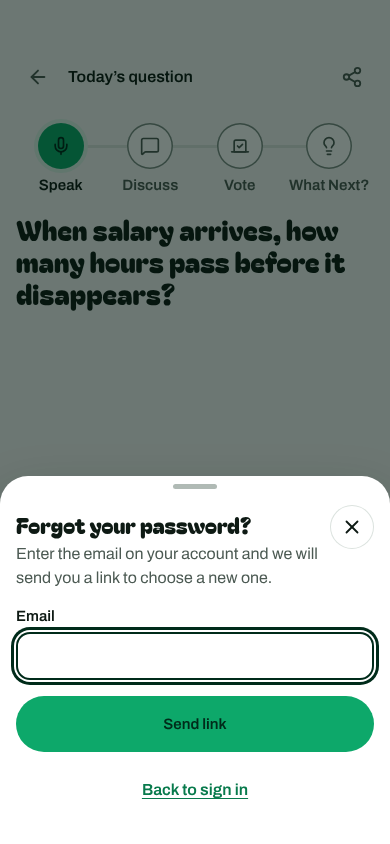 Today’s question
Speak
Discuss
Vote
What Next?
When salary arrives, how
many hours pass before it
disappears?
Forgot your password?
Enter the email on your account and we will
send you a link to choose a new one.
Email
Send link
Back to sign in